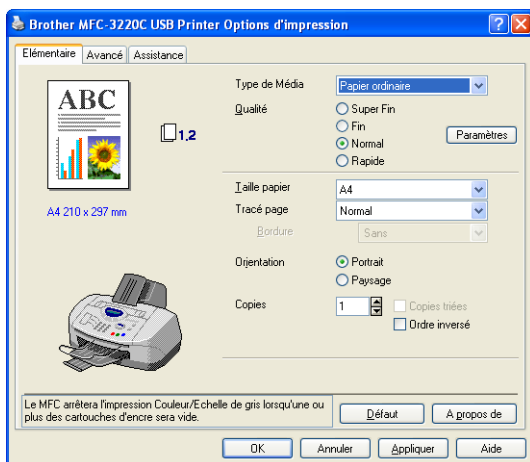 Brother MFC-3220C USB Printer Options d'impression
Elémentaire Avancé Assistance
ABC
1,2
A4 210 x 297 mm
Type de Média Papier ordinaire
Qualité Super Fin
Fin
Normal
Rapide
Paramètres
Taille papier A4
Tracé page Normal
Bordure Sans
Orientation Portrait
Paysage
Copies 1 Copies triées
Ordre inversé
Le MFC arrêtera l'impression Couleur/Echelle de gris lorsqu'une ou
plus des cartouches d'encre sera vide.
Défaut A propos de
OK Annuler Appliquer Aide